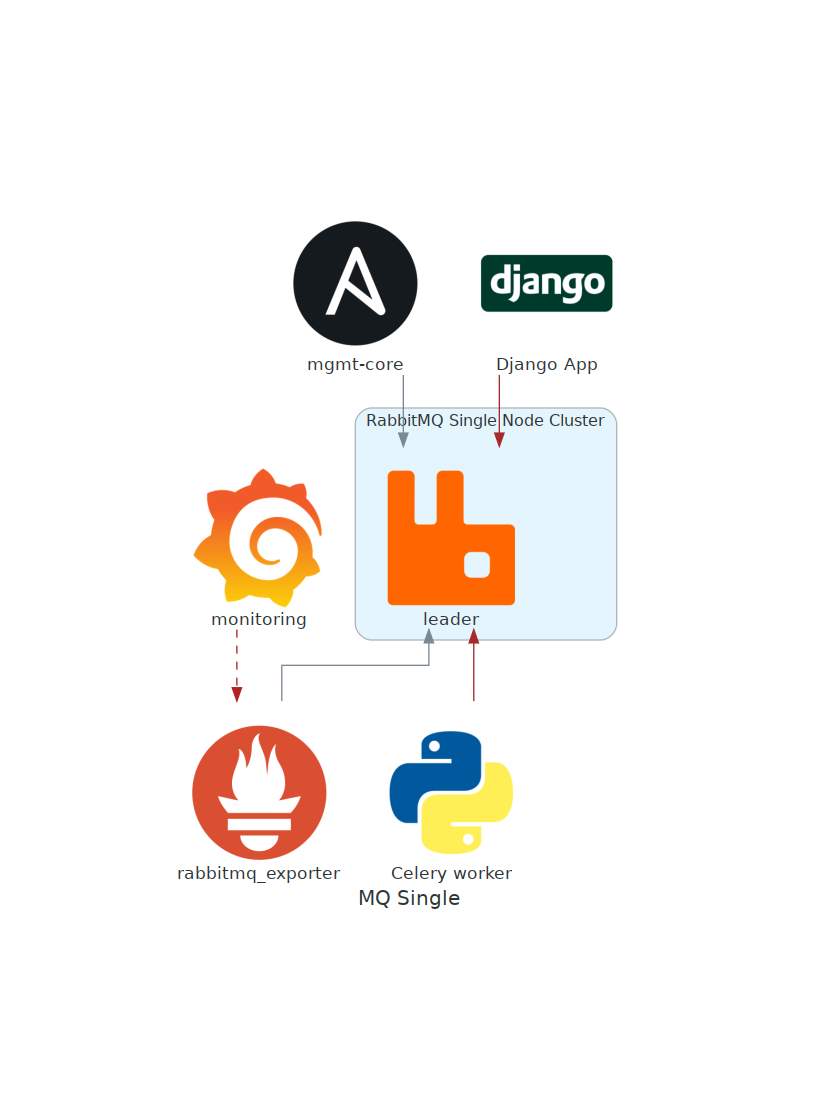 django
mgmt-core
Django App
RabbitMQ Single Node Cluster
monitoring
leader
rabbitmq_exporter
Celery worker
MQ Single